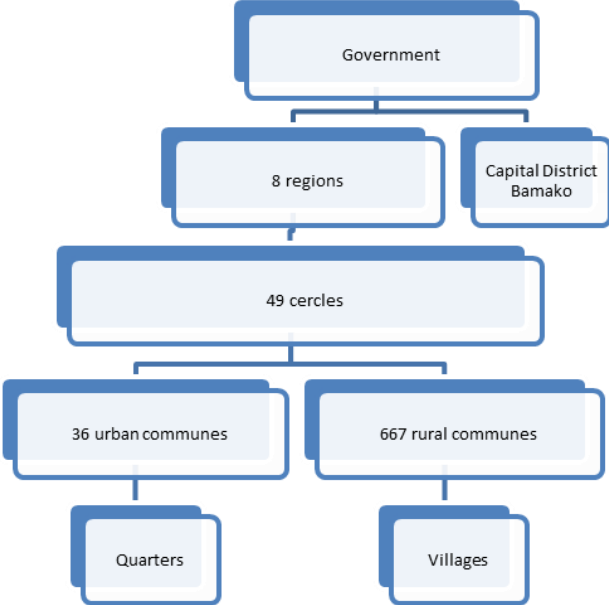 Government
8 regions
Capital District
Bamako
49 cercles
36 urban communes
667 rural communes
Quarters
Villages